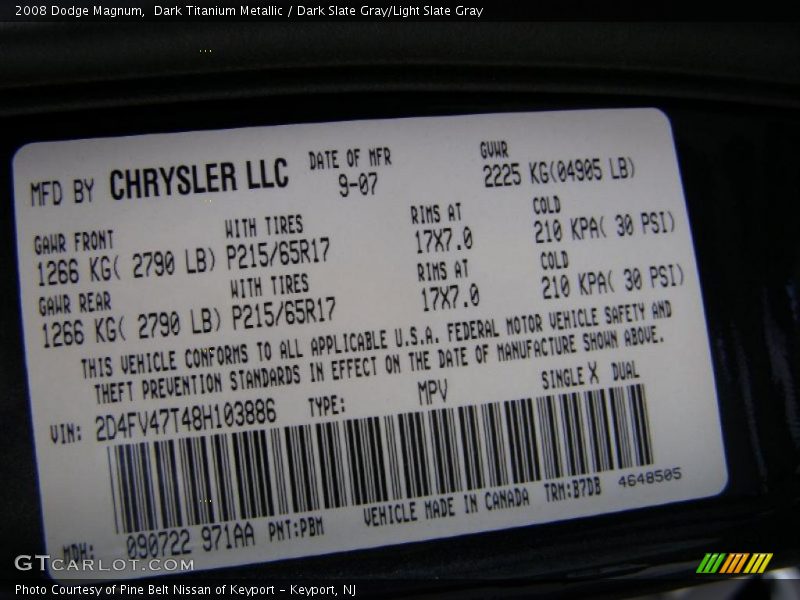 2008 Dodge Magnum,  Dark Titanium Metallic / Dark Slate Gray/Light Slate Gray
MFD BY CHRYSLER LLC DATE OF MFR GVWR
9-07 2225 KG(04905 LB)
GAWR FRONT WITH TIRES RIMS AT COLD
1266 KG( 2790 LB) P215/65R17 17X7.0 210 KPA( 30 PSI)
GAWR REAR WITH TIRES RIMS AT COLD
1266 KG( 2790 LB) P215/65R17 17X7.0 210 KPA( 30 PSI)
THIS VEHICLE CONFORMS TO ALL APPLICABLE U.S.A. FEDERAL MOTOR VEHICLE SAFETY AND
THEFT PREVENTION STANDARDS IN EFFECT ON THE DATE OF MANUFACTURE SHOWN ABOVE.
VIN: 2D4FV47T48H103886 TYPE: MPV SINGLE X DUAL
MDH: 090722 971AA PNT:PBM VEHICLE MADE IN CANADA TRM:B7DB 4648505
GTCARLOT.COM
Photo Courtesy of Pine Belt Nissan of Keyport - Keyport, NJ